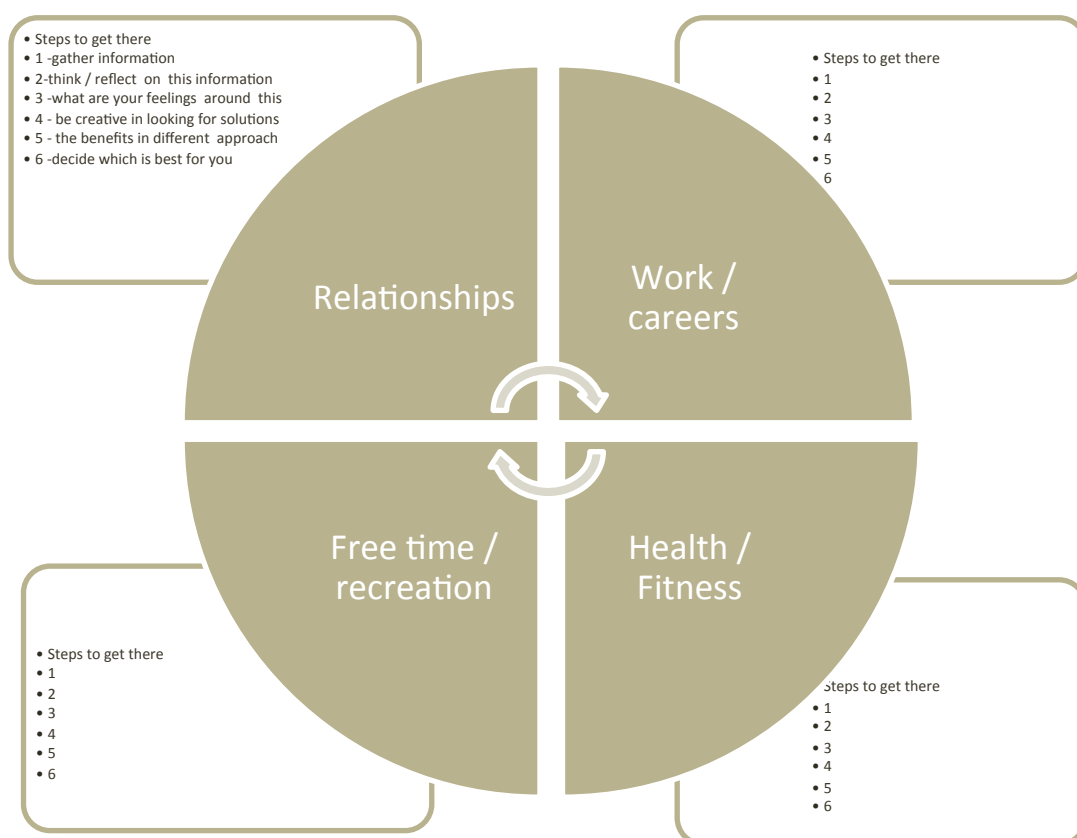 • Steps to get there
• 1 -gather information
• 2-think / reflect on this information
• 3 -what are your feelings around this
• 4 - be creative in looking for solutions
• 5 - the benefits in different approach
• 6 -decide which is best for you
• Steps to get there
• 1
• 2
• 3
• 4
• 5
6
Relationships
Work /
careers
Free time /
recreation
Health /
Fitness
• Steps to get there
• 1
• 2
• 3
• 4
• 5
• 6
Steps to get there
• 1
• 2
• 3
• 4
• 5
• 6